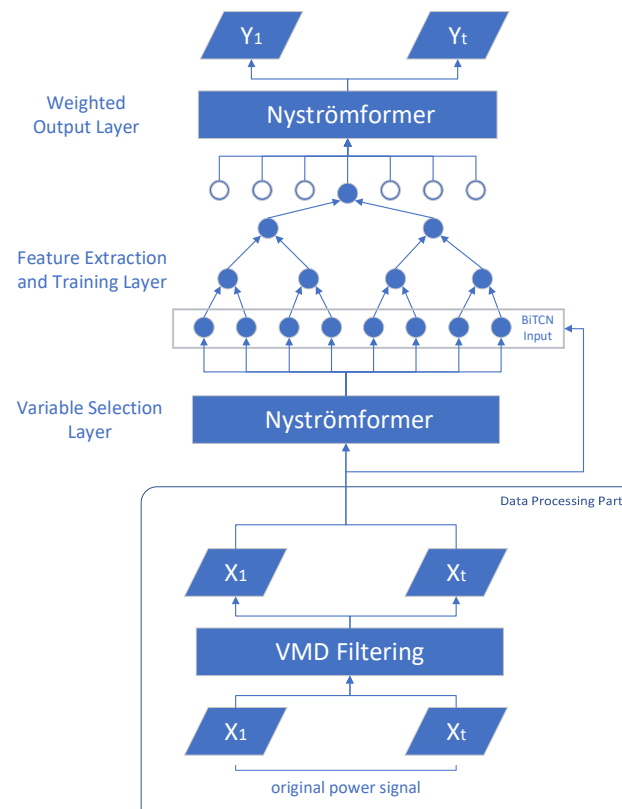 Y1
Yt
Weighted
Output Layer
Nyströmformer
Feature Extraction
and Training Layer
BiTCN
Input
Variable Selection
Layer
Nyströmformer
Data Processing Part
X1
Xt
VMD Filtering
X1
Xt
original power signal